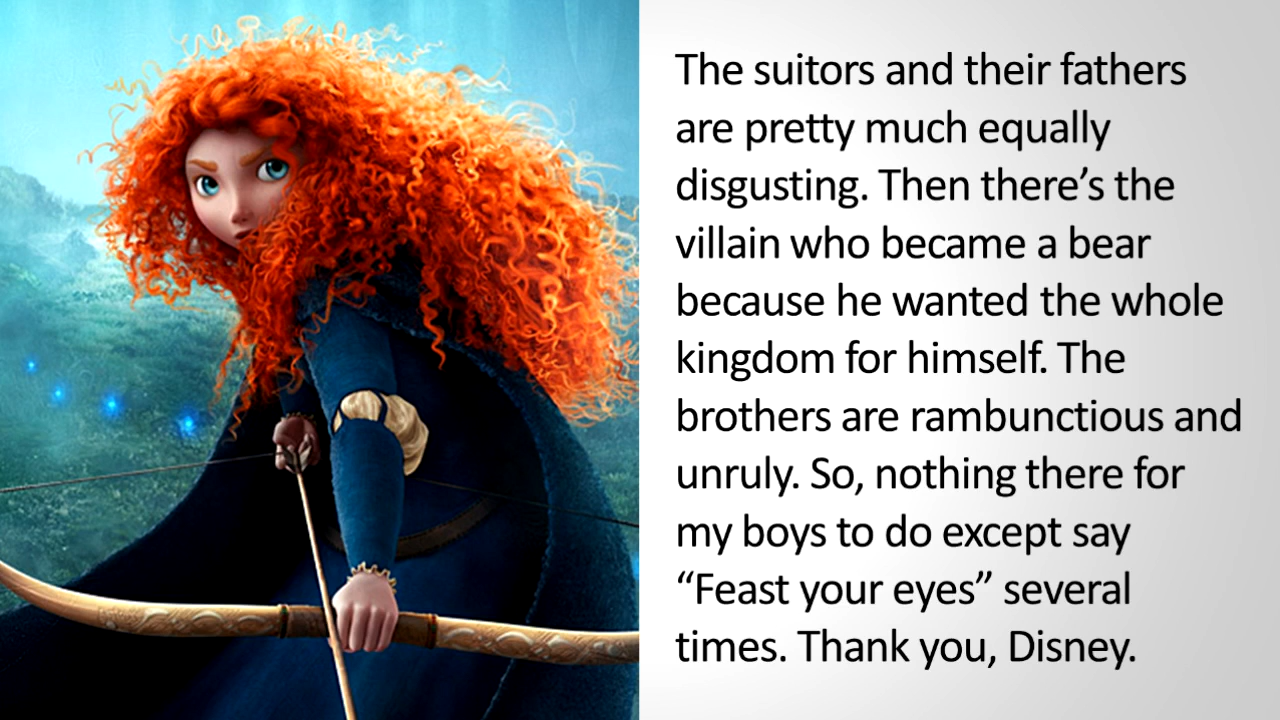 The suitors and their fathers
are pretty much equally
disgusting. Then there’s the
villain who became a bear
because he wanted the whole
kingdom for himself. The
brothers are rambunctious and
unruly. So, nothing there for
my boys to do except say
“Feast your eyes” several
times. Thank you, Disney.